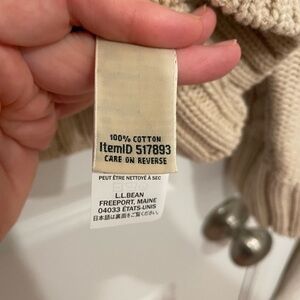 100% COTTON
ItemID 517893
CARE ON REVERSE
PEUT ÊTRE NETTOYÉ À SEC
L.L.BEAN
FREEPORT, MAINE
04033 ÉTATS-UNIS
日本語は裏面をご覧ください。